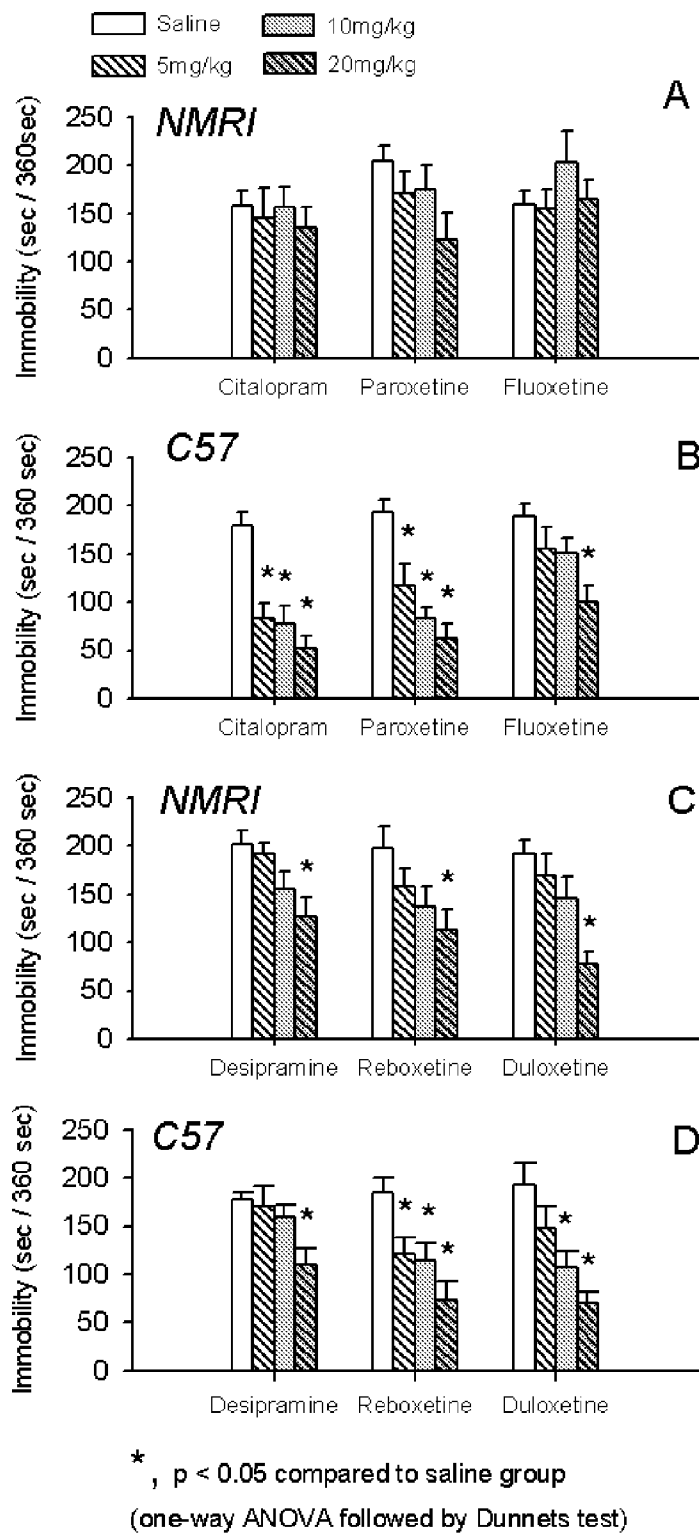 Saline 10mg/kg
5mg/kg 20mg/kg
A
NMRI
Immobility (sec / 360sec)
250
200
150
100
50
0
Citalopram Paroxetine Fluoxetine
B
C57
Immobility (sec / 360 sec)
250
200
150
100
50
0
* * * * * * *
Citalopram Paroxetine Fluoxetine
C
NMRI
Immobility (sec / 360 sec)
250
200
150
100
50
0
* * *
Desipramine Reboxetine Duloxetine
D
C57
Immobility (sec / 360 sec)
250
200
150
100
50
0
* * * * * *
Desipramine Reboxetine Duloxetine
*, p < 0.05 compared to saline group
(one-way ANOVA followed by Dunnets test)